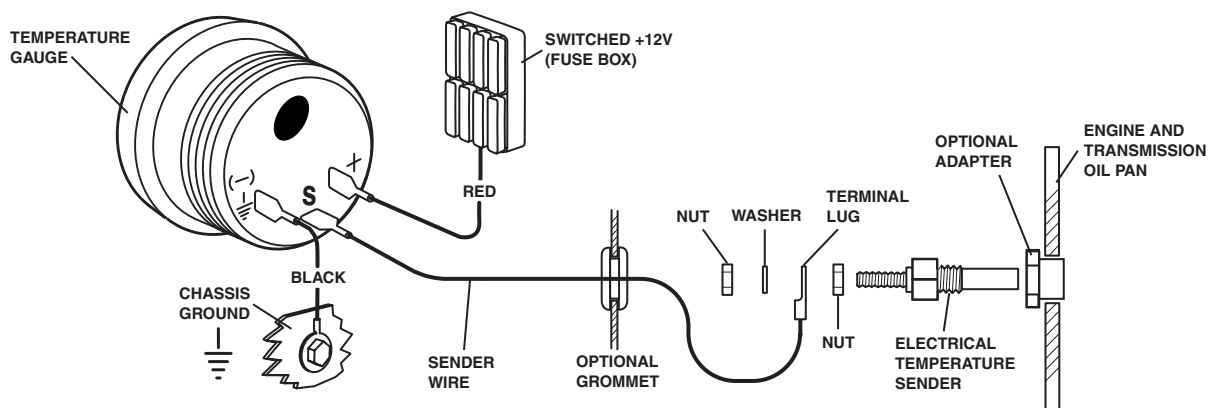 TEMPERATURE
GAUGE
SWITCHED +12V
(FUSE BOX)
ENGINE AND
TRANSMISSION
OIL PAN
OPTIONAL
ADAPTER
(–)
S
+
RED
NUT
WASHER
TERMINAL
LUG
BLACK
CHASSIS
GROUND
SENDER
WIRE
OPTIONAL
GROMMET
NUT
ELECTRICAL
TEMPERATURE
SENDER